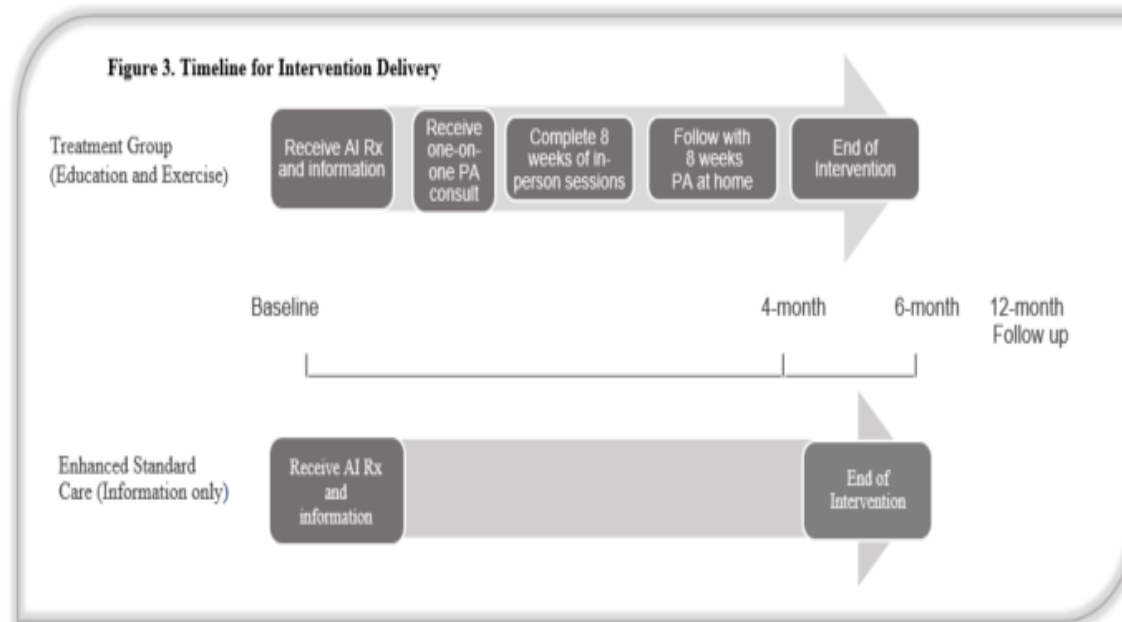 Figure 3. Timeline for Intervention Delivery
Treatment Group
(Education and Exercise)
Receive AI Rx
and information
Receive
one-on-
one PA
consult
Complete 8
weeks of in-
person sessions
Follow with
8 weeks
PA at home
End of
Intervention
Baseline
4-month
6-month
12-month
Follow up
Enhanced Standard
Care (Information only)
Receive AI Rx
and
information
End of
Intervention